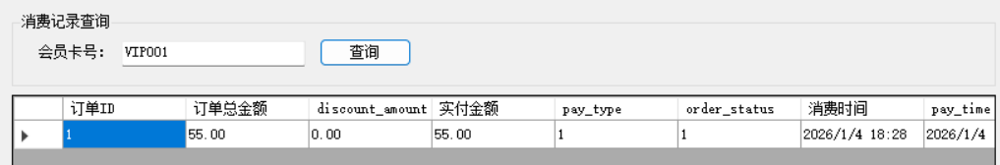 消费记录查询
会员卡号: VIP001 查询
订单ID 订单总金额 discount_amount 实付金额 pay_type order_status 消费时间 pay_time
1 55.00 0.00 55.00 1 1 2026/1/4 18:28 2026/1/4